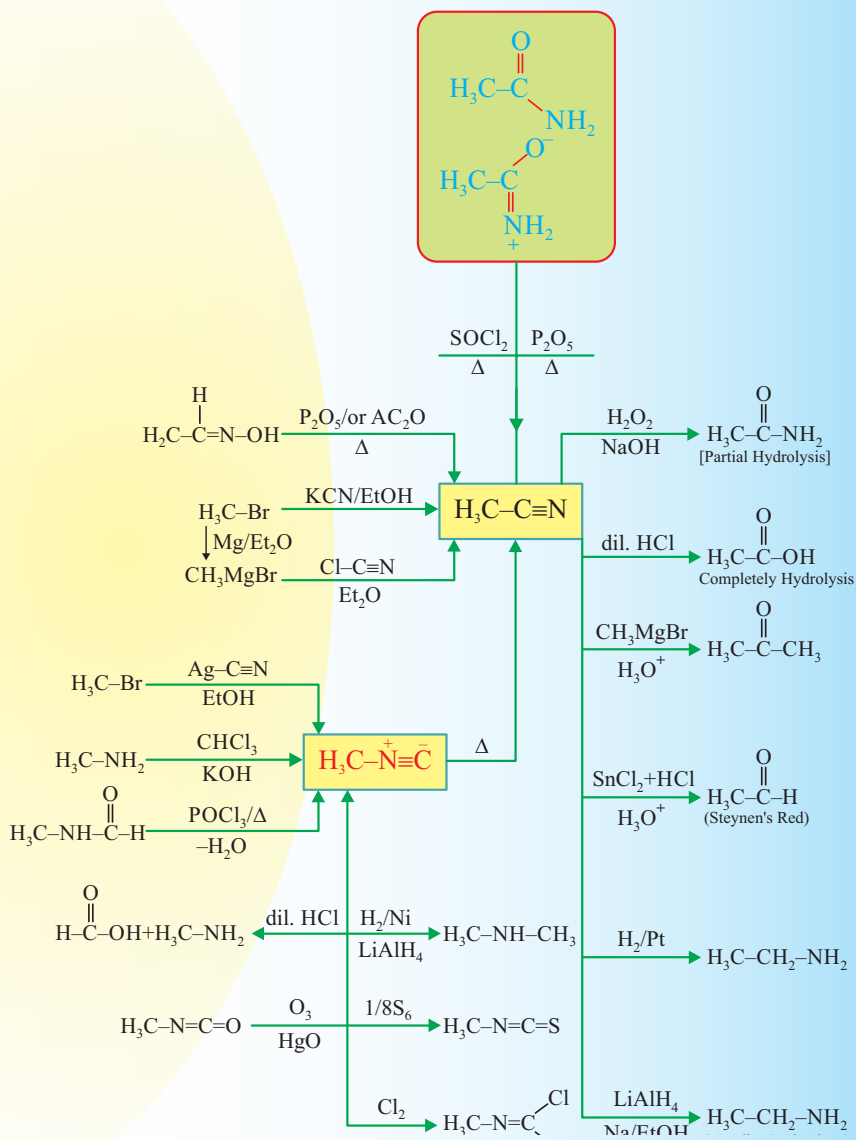 O
||
H₃C–C
NH₂
O⁻
H₃C–C
||
NH₂
+
SOCl₂ P₂O₅
Δ Δ
H
|
H₂C–C=N–OH
P₂O₅/or AC₂O
Δ
H₂O₂
NaOH
O
||
H₃C–C–NH₂
[Partial Hydrolysis]
H₃C–Br
KCN/EtOH
H₃C–C≡N
Mg/Et₂O
CH₃MgBr
Cl–C≡N
Et₂O
dil. HCl
O
||
H₃C–C–OH
Completely Hydrolysis
CH₃MgBr
H₃O⁺
O
||
H₃C–C–CH₃
H₃C–Br
Ag–C≡N
EtOH
H₃C–NH₂
CHCl₃
KOH
+ –
H₃C–N≡C
Δ
O
||
H₃C–NH–C–H
POCl₃/Δ
–H₂O
SnCl₂+HCl
H₃O⁺
O
||
H₃C–C–H
(Steynen's Red)
O
||
H–C–OH+H₃C–NH₂
dil. HCl
H₂/Ni
LiAlH₄
H₃C–NH–CH₃
H₂/Pt
H₃C–CH₂–NH₂
H₃C–N=C=O
O₃
HgO
1/8S₆
H₃C–N=C=S
Cl₂
Cl
H₃C–N=C
LiAlH₄
Na/EtOH
H₃C–CH₂–NH₂